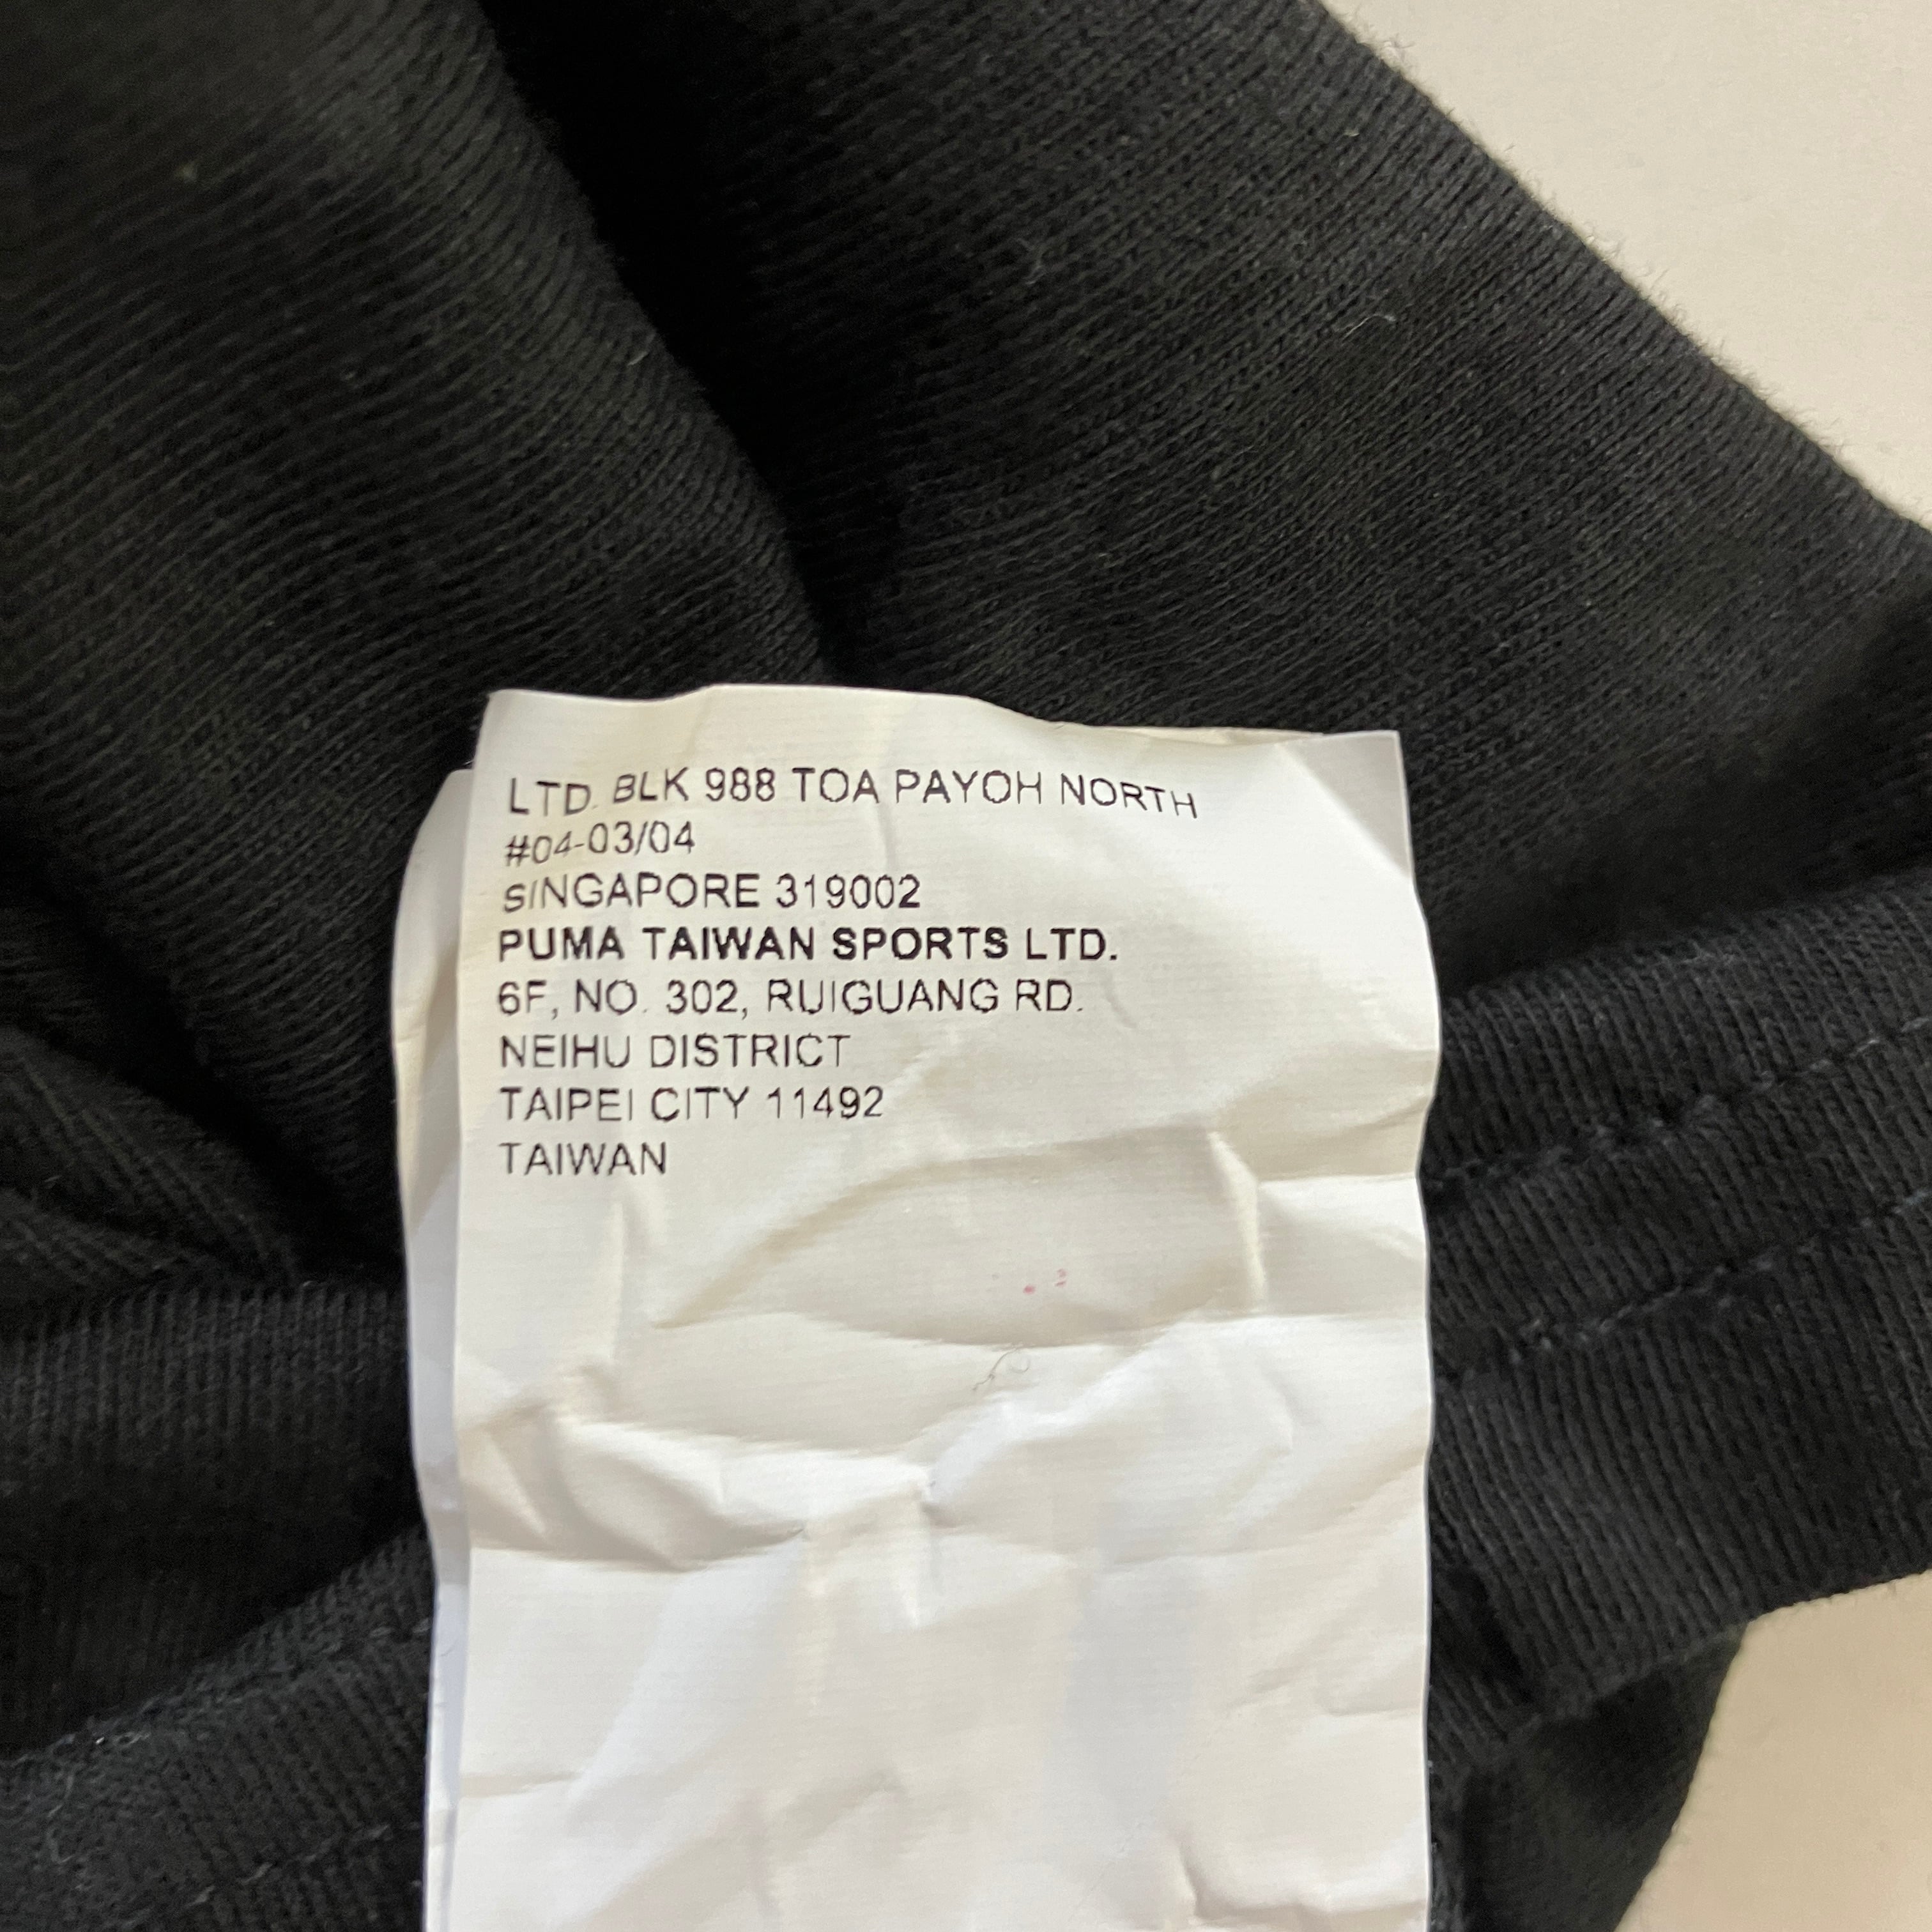 LTD. BLK 988 TOA PAYOH NORTH
#04-03/04
SINGAPORE 319002
PUMA TAIWAN SPORTS LTD.
6F, NO. 302, RUIGUANG RD.
NEIHU DISTRICT
TAIPEI CITY 11492
TAIWAN